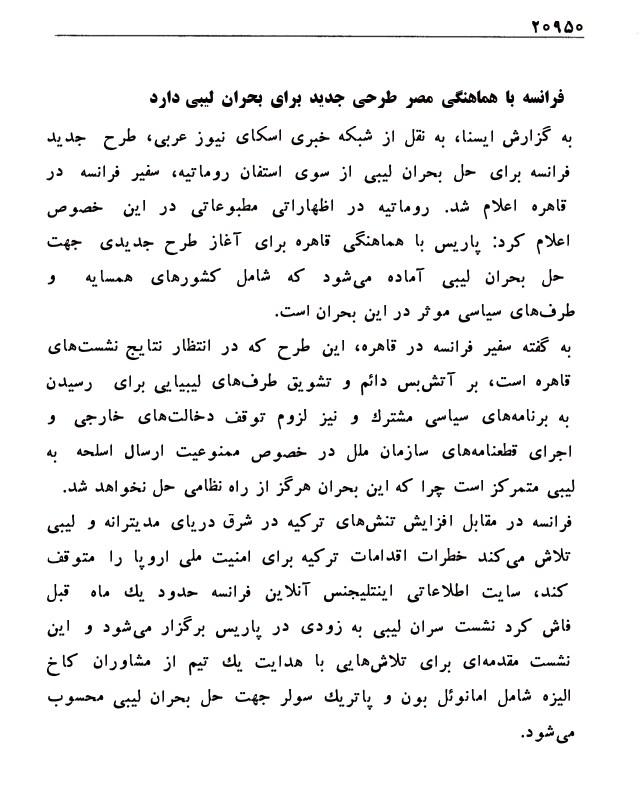 ۲۰۹۵۰
فرانسه با هماهنگی مصر طرحی جدید برای بحران لیبی دارد
به گزارش ایسنا، به نقل از شبکه خبری اسکای نیوز عربی، طرح جدید
فرانسه برای حل بحران لیبی از سوی استفان روماتیه، سفیر فرانسه در
قاهره اعلام شد. روماتیه در اظهاراتی مطبوعاتی در این خصوص
اعلام کرد: پاریس با هماهنگی قاهره برای آغاز طرح جدیدی جهت
حل بحران لیبی آماده می‌شود که شامل کشورهای همسایه و
طرف‌های سیاسی موثر در این بحران است.
به گفته سفیر فرانسه در قاهره، این طرح که در انتظار نتایج نشست‌های
قاهره است، بر آتش‌بس دائم و تشویق طرف‌های لیبیایی برای رسیدن
به برنامه‌های سیاسی مشترك و نیز لزوم توقف دخالت‌های خارجی و
اجرای قطعنامه‌های سازمان ملل در خصوص ممنوعیت ارسال اسلحه به
لیبی متمرکز است چرا که این بحران هرگز از راه نظامی حل نخواهد شد.
فرانسه در مقابل افزایش تنش‌های ترکیه در شرق دریای مدیترانه و لیبی
تلاش می‌کند خطرات اقدامات ترکیه برای امنیت ملی اروپا را متوقف
کند، سایت اطلاعاتی اینتلیجنس آنلاین فرانسه حدود یك ماه قبل
فاش کرد نشست سران لیبی به زودی در پاریس برگزار می‌شود و این
نشست مقدمه‌ای برای تلاش‌هایی با هدایت یك تیم از مشاوران کاخ
الیزه شامل امانوئل بون و پاتریك سولر جهت حل بحران لیبی محسوب
می‌شود.